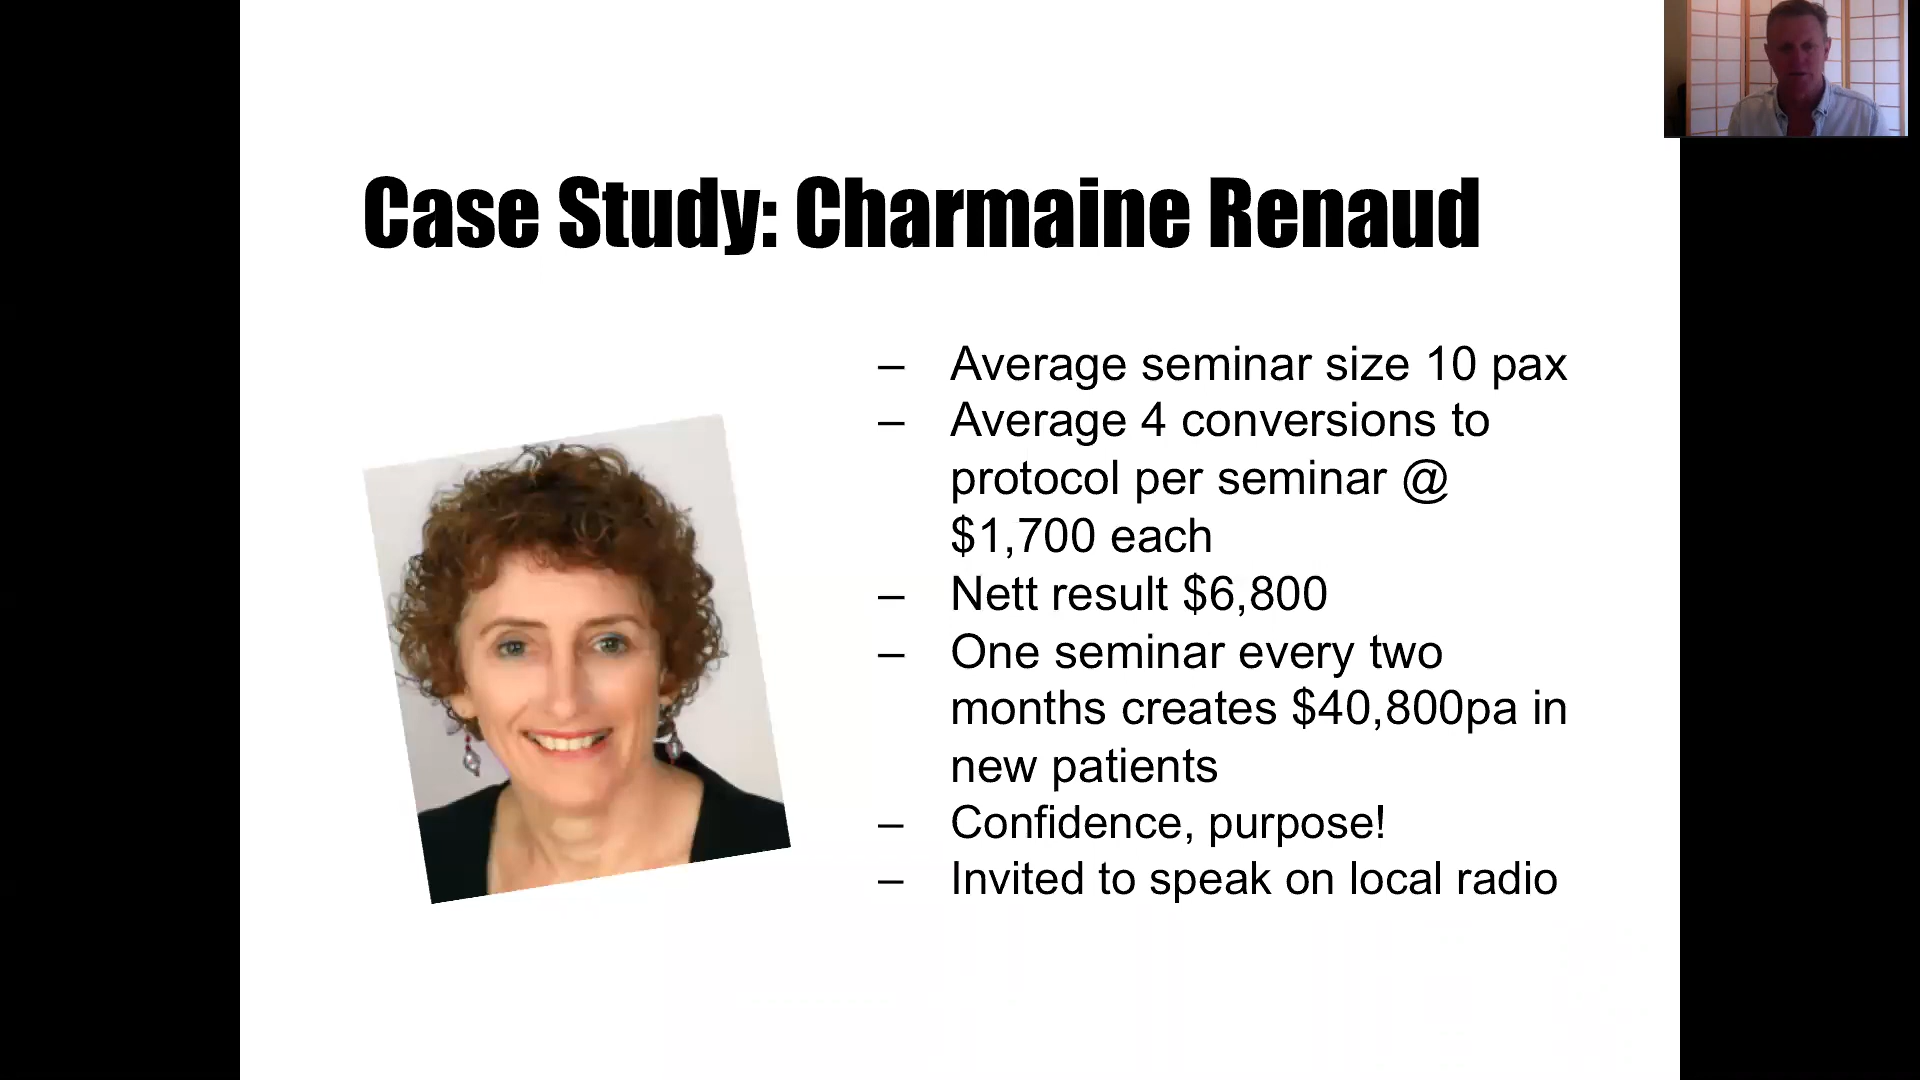 Case Study: Charmaine Renaud
– Average seminar size 10 pax
– Average 4 conversions to
protocol per seminar @
$1,700 each
– Nett result $6,800
– One seminar every two
months creates $40,800pa in
new patients
– Confidence, purpose!
– Invited to speak on local radio